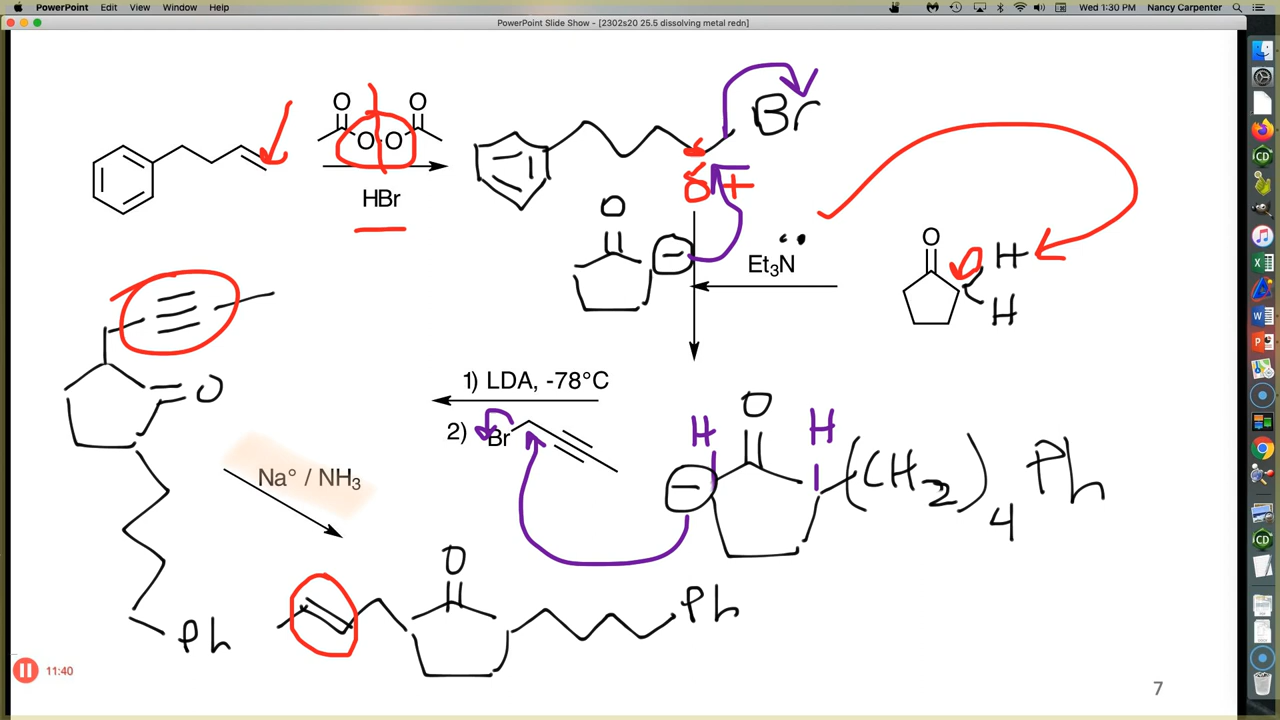 PowerPoint File Edit View Window Help
Wed 1:30 PM Nancy Carpenter
PowerPoint Slide Show - [2302s20 25.5 dissolving metal redn]
O O
O O
HBr
Br
δ +
O
−
Et₃N
O
H
H
O
1) LDA, -78°C
2) Br
Na° / NH₃
Ph
O
H H
−
(CH₂)₄ Ph
O
Ph
11:40
7